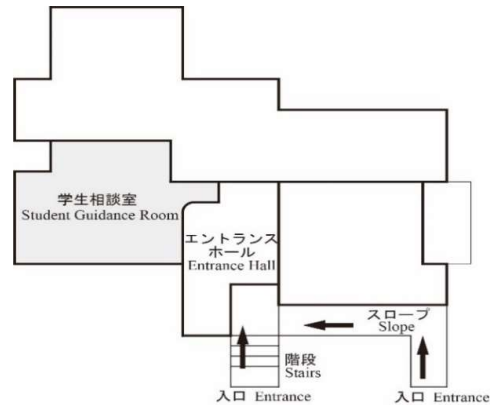 学生相談室
Student Guidance Room
エントランス
ホール
Entrance Hall
スロープ
Slope
階段
Stairs
入口 Entrance
入口 Entrance